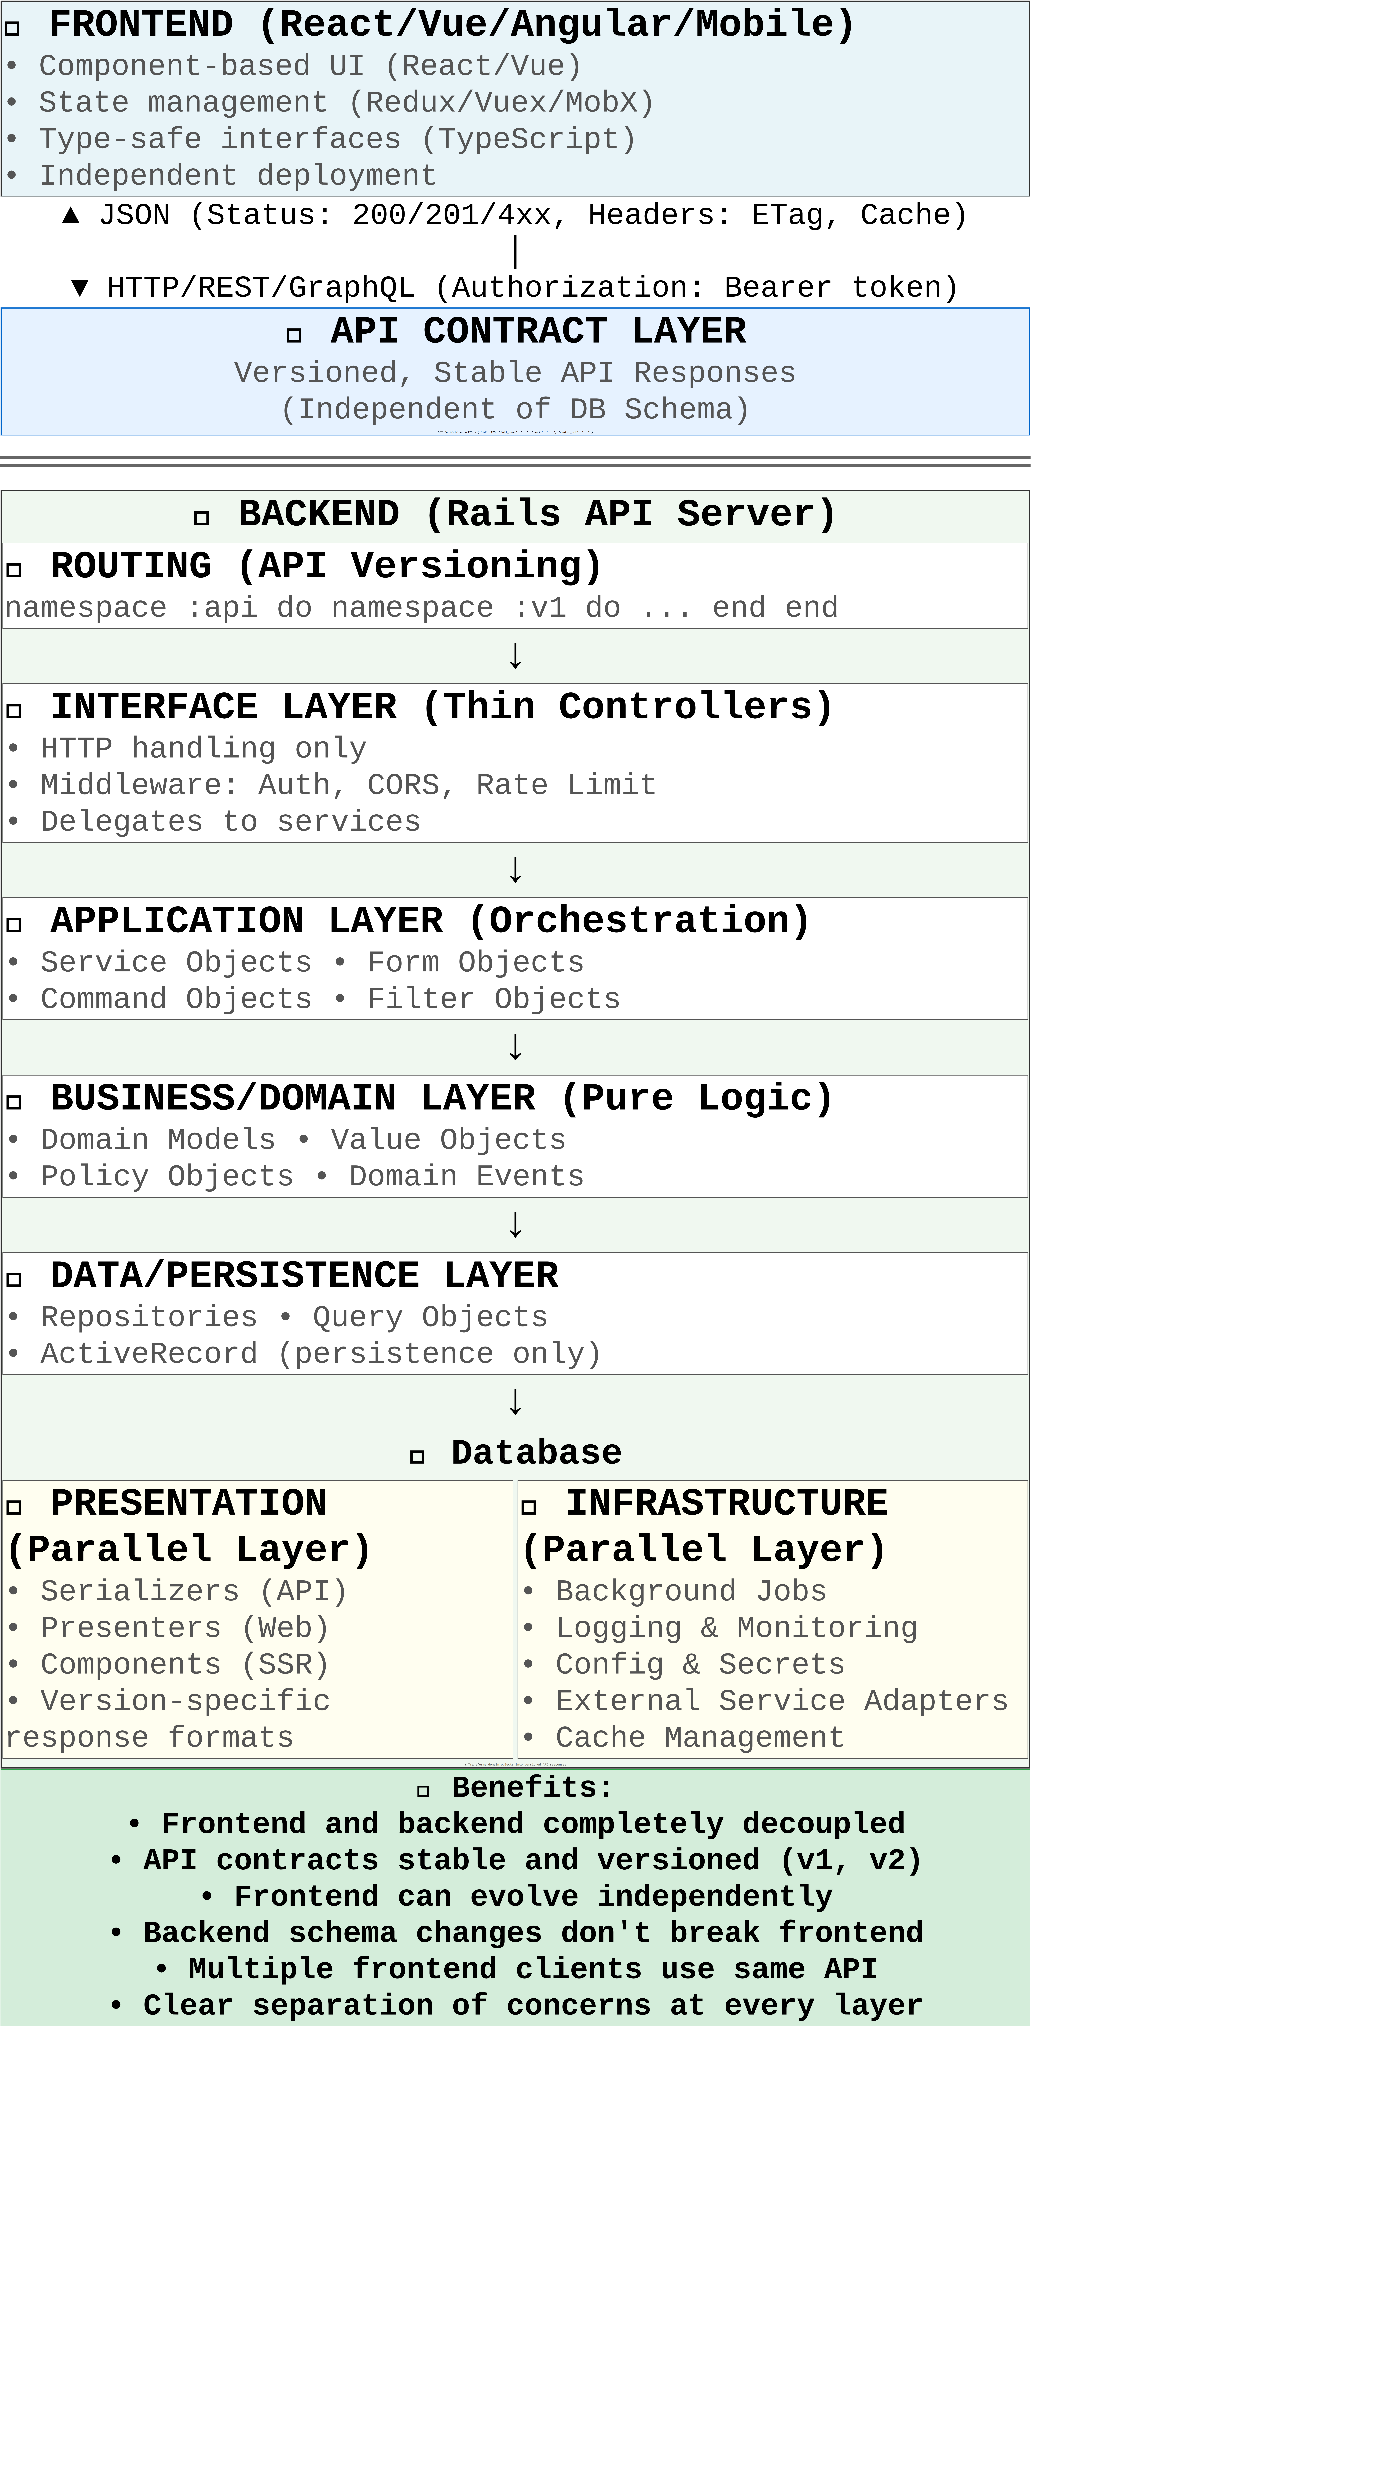 FRONTEND (React/Vue/Angular/Mobile)
• Component-based UI (React/Vue)
• State management (Redux/Vuex/MobX)
• Type-safe interfaces (TypeScript)
• Independent deployment
▲ JSON (Status: 200/201/4xx, Headers: ETag, Cache)
│
▼ HTTP/REST/GraphQL (Authorization: Bearer token)
API CONTRACT LAYER
Versioned, Stable API Responses
(Independent of DB Schema)
BACKEND (Rails API Server)
ROUTING (API Versioning)
namespace :api do namespace :v1 do ... end end
↓
INTERFACE LAYER (Thin Controllers)
• HTTP handling only
• Middleware: Auth, CORS, Rate Limit
• Delegates to services
↓
APPLICATION LAYER (Orchestration)
• Service Objects • Form Objects
• Command Objects • Filter Objects
↓
BUSINESS/DOMAIN LAYER (Pure Logic)
• Domain Models • Value Objects
• Policy Objects • Domain Events
↓
DATA/PERSISTENCE LAYER
• Repositories • Query Objects
• ActiveRecord (persistence only)
↓
Database
PRESENTATION
(Parallel Layer)
• Serializers (API)
• Presenters (Web)
• Components (SSR)
• Version-specific
response formats
INFRASTRUCTURE
(Parallel Layer)
• Background Jobs
• Logging & Monitoring
• Config & Secrets
• External Service Adapters
• Cache Management
Benefits:
• Frontend and backend completely decoupled
• API contracts stable and versioned (v1, v2)
• Frontend can evolve independently
• Backend schema changes don't break frontend
• Multiple frontend clients use same API
• Clear separation of concerns at every layer